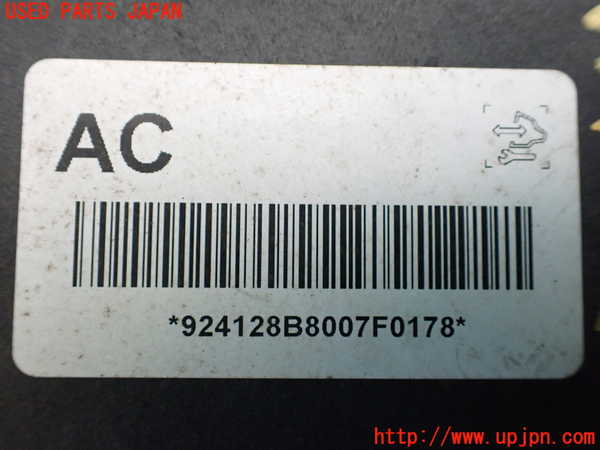 USED PARTS JAPAN
AC
*924128B8007F0178*
http://www.upjpn.com/